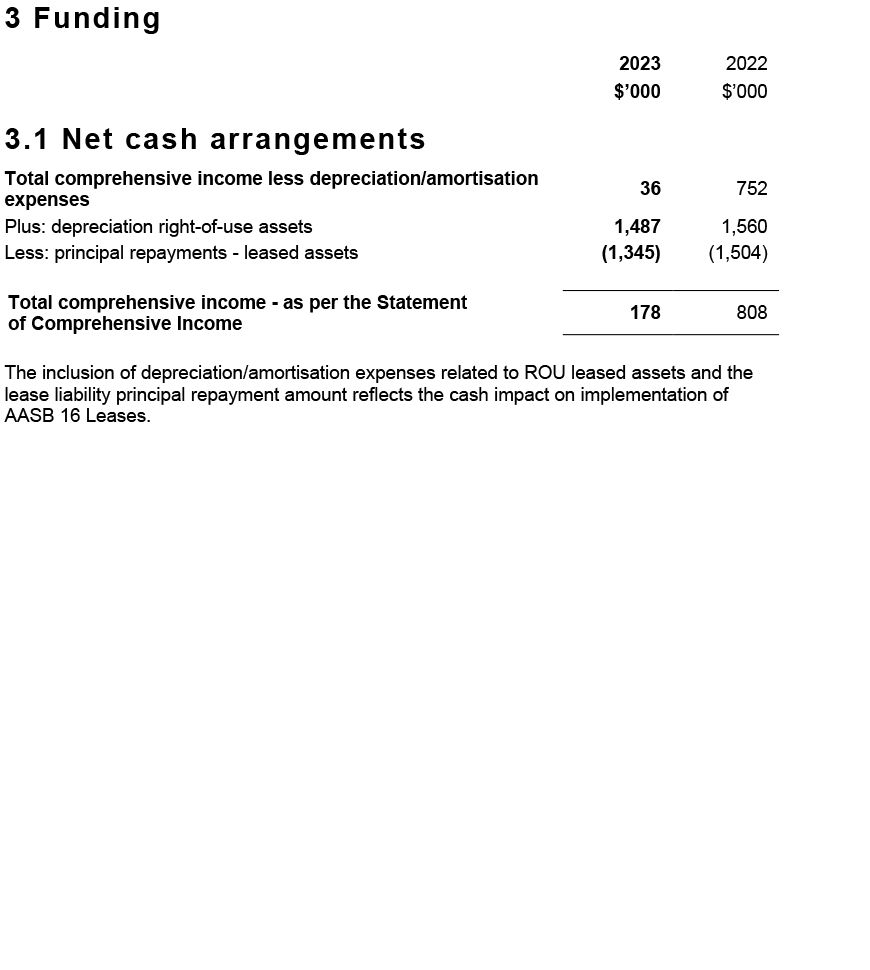 3 Funding
2023 2022
$’000 $’000
3.1 Net cash arrangements
Total comprehensive income less depreciation/amortisation
expenses 36 752
Plus: depreciation right-of-use assets 1,487 1,560
Less: principal repayments - leased assets (1,345) (1,504)
Total comprehensive income - as per the Statement
of Comprehensive Income 178 808
The inclusion of depreciation/amortisation expenses related to ROU leased assets and the
lease liability principal repayment amount reflects the cash impact on implementation of
AASB 16 Leases.